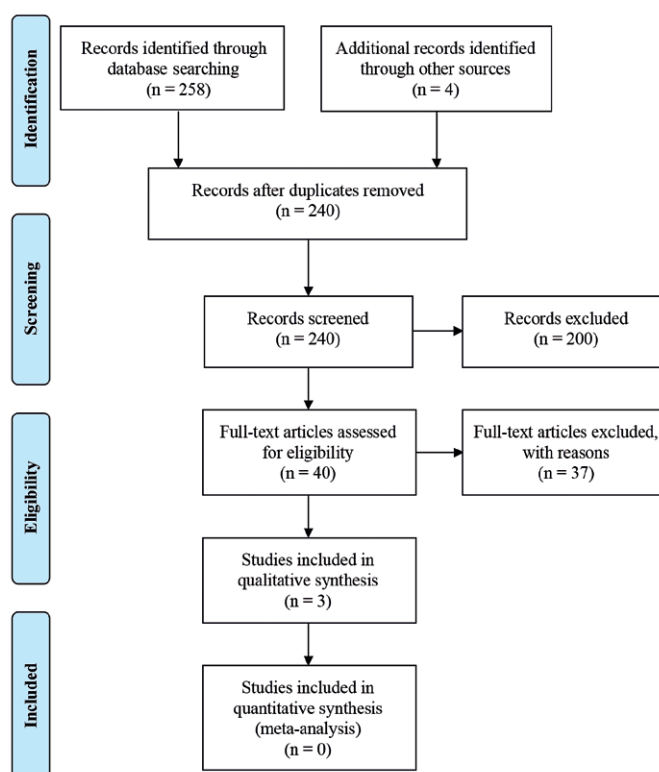 Identification
Records identified through
database searching
(n = 258)
Additional records identified
through other sources
(n = 4)
Records after duplicates removed
(n = 240)
Screening
Records screened
(n = 240)
Records excluded
(n = 200)
Eligibility
Full-text articles assessed
for eligibility
(n = 40)
Full-text articles excluded,
with reasons
(n = 37)
Studies included in
qualitative synthesis
(n = 3)
Included
Studies included in
quantitative synthesis
(meta-analysis)
(n = 0)